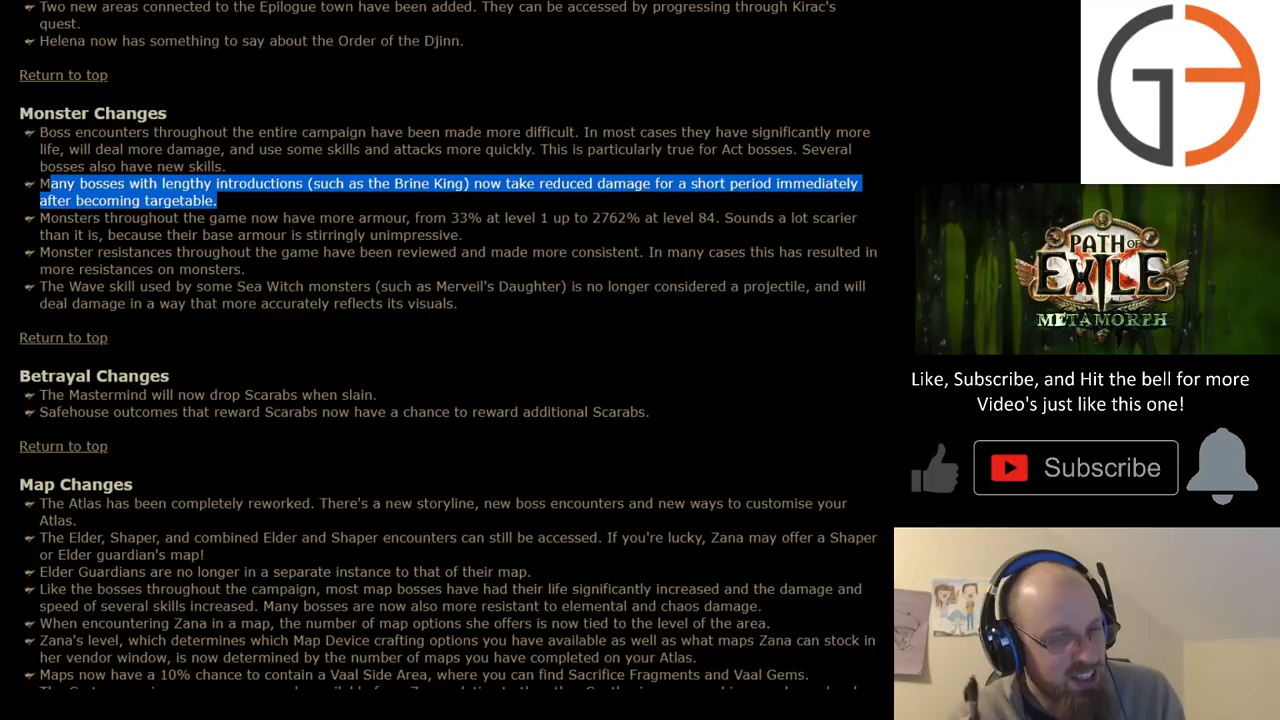 Two new areas connected to the Epilogue town have been added. They can be accessed by progressing through Kirac's
quest.
Helena now has something to say about the Order of the Djinn.
Return to top
Monster Changes
Boss encounters throughout the entire campaign have been made more difficult. In most cases they have significantly more
life, will deal more damage, and use some skills and attacks more quickly. This is particularly true for Act bosses. Several
bosses also have new skills.
Many bosses with lengthy introductions (such as the Brine King) now take reduced damage for a short period immediately
after becoming targetable.
Monsters throughout the game now have more armour, from 33% at level 1 up to 2762% at level 84. Sounds a lot scarier
than it is, because their base armour is stirringly unimpressive.
Monster resistances throughout the game have been reviewed and made more consistent. In many cases this has resulted in
more resistances on monsters.
The Wave skill used by some Sea Witch monsters (such as Merveil's Daughter) is no longer considered a projectile, and will
deal damage in a way that more accurately reflects its visuals.
Return to top
Betrayal Changes
The Mastermind will now drop Scarabs when slain.
Safehouse outcomes that reward Scarabs now have a chance to reward additional Scarabs.
Return to top
Map Changes
The Atlas has been completely reworked. There's a new storyline, new boss encounters and new ways to customise your
Atlas.
The Elder, Shaper, and combined Elder and Shaper encounters can still be accessed. If you're lucky, Zana may offer a Shaper
or Elder guardian's map!
Elder Guardians are no longer in a separate instance to that of their map.
Like the bosses throughout the campaign, most map bosses have had their life significantly increased and the damage and
speed of several skills increased. Many bosses are now also more resistant to elemental and chaos damage.
When encountering Zana in a map, the number of map options she offers is now tied to the level of the area.
Zana's level, which determines which Map Device crafting options you have available as well as what maps Zana can stock in
her vendor window, is now determined by the number of maps you have completed on your Atlas.
Maps now have a 10% chance to contain a Vaal Side Area, where you can find Sacrifice Fragments and Vaal Gems.
PATH OF
EXILE
METAMORPH
Like, Subscribe, and Hit the bell for more
Video's just like this one!
Subscribe